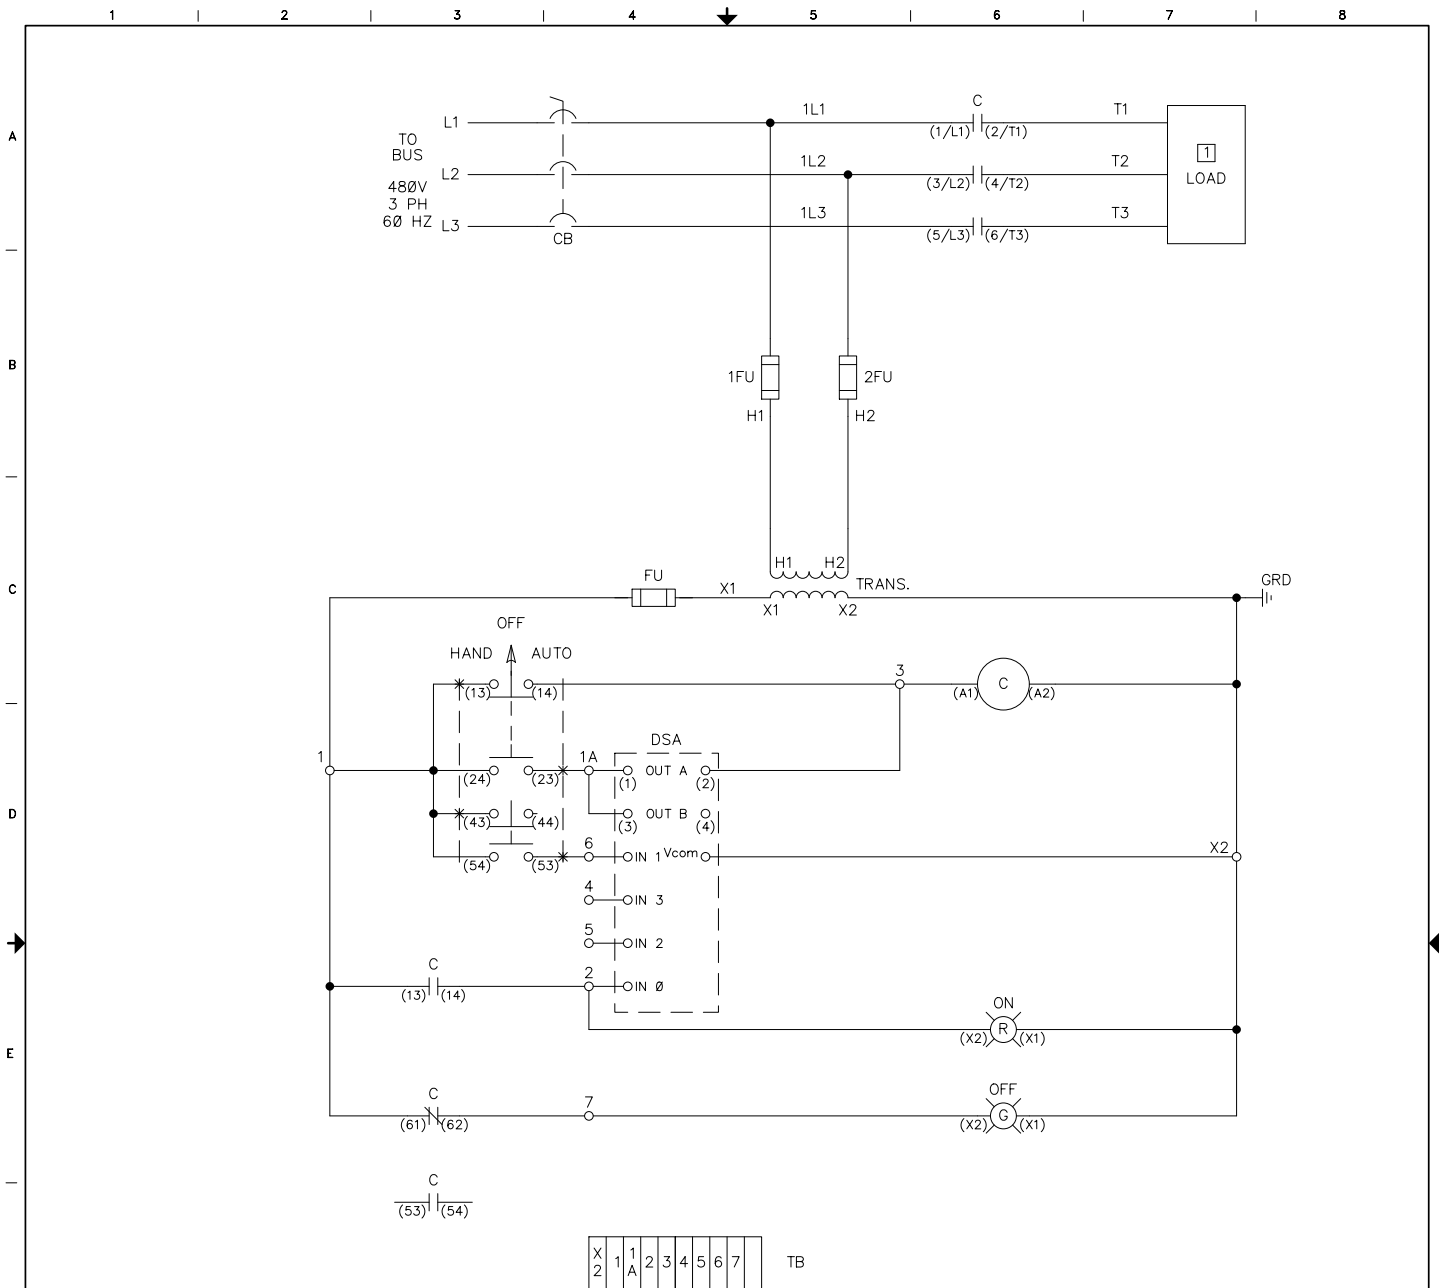 1 2 3 4 5 6 7 8
A
B
C
D
E
TO
BUS
48ØV
3 PH
6Ø HZ
L1
L2
L3
CB
1L1
1L2
1L3
C
(1/L1) (2/T1)
(3/L2) (4/T2)
(5/L3) (6/T3)
T1
T2
T3
1
LOAD
1FU
2FU
H1
H2
H1 H2
TRANS.
X1 X2
FU
X1
GRD
OFF
HAND AUTO
(13) (14)
3
(A1) C (A2)
1
(24) (23)
1A
DSA
(1) OUT A (2)
(43) (44)
(3) OUT B (4)
(54) (53)
6
IN 1 Vcom
X2
4
IN 3
5
IN 2
C
(13) (14)
2
IN Ø
ON
(X2) R (X1)
C
(61) (62)
7
OFF
(X2) G (X1)
C
(53) (54)
X2 1 1A 2 3 4 5 6 7
TB